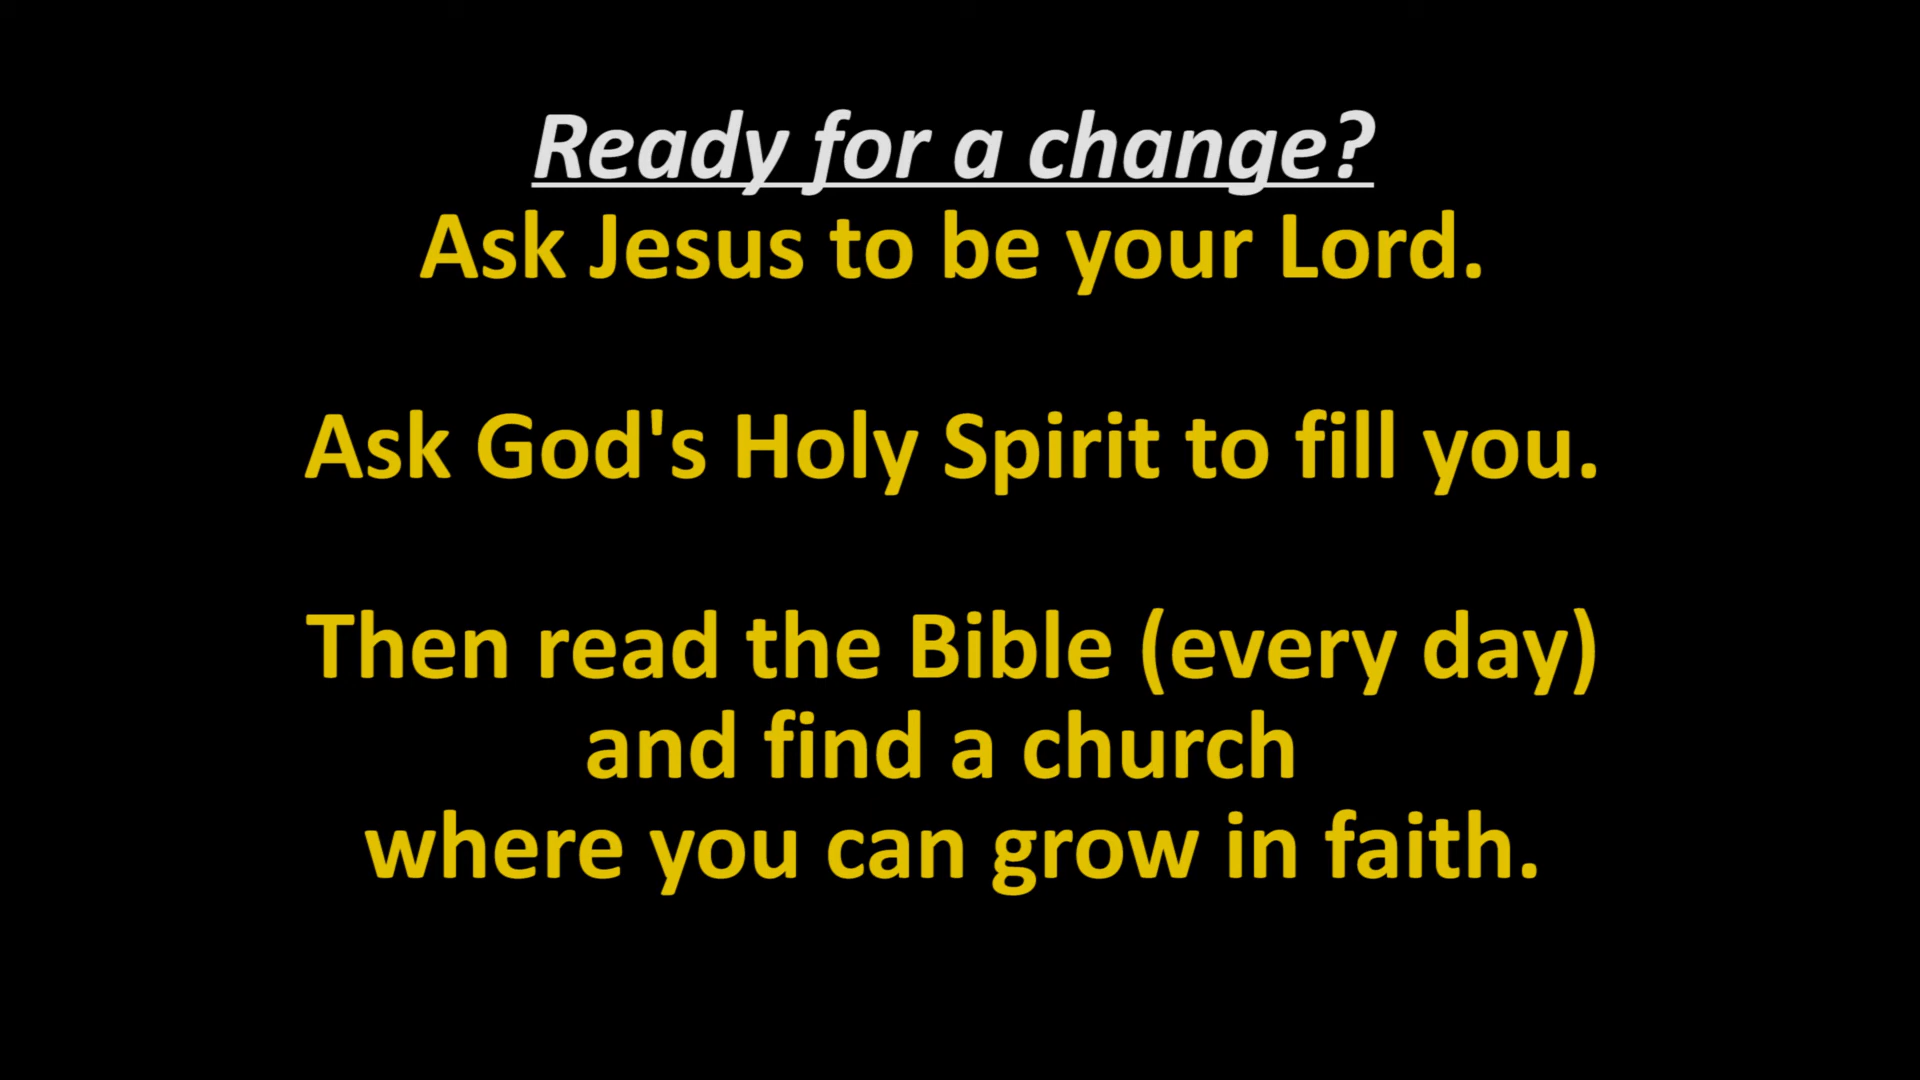 Ready for a change?
Ask Jesus to be your Lord.
Ask God's Holy Spirit to fill you.
Then read the Bible (every day)
and find a church
where you can grow in faith.